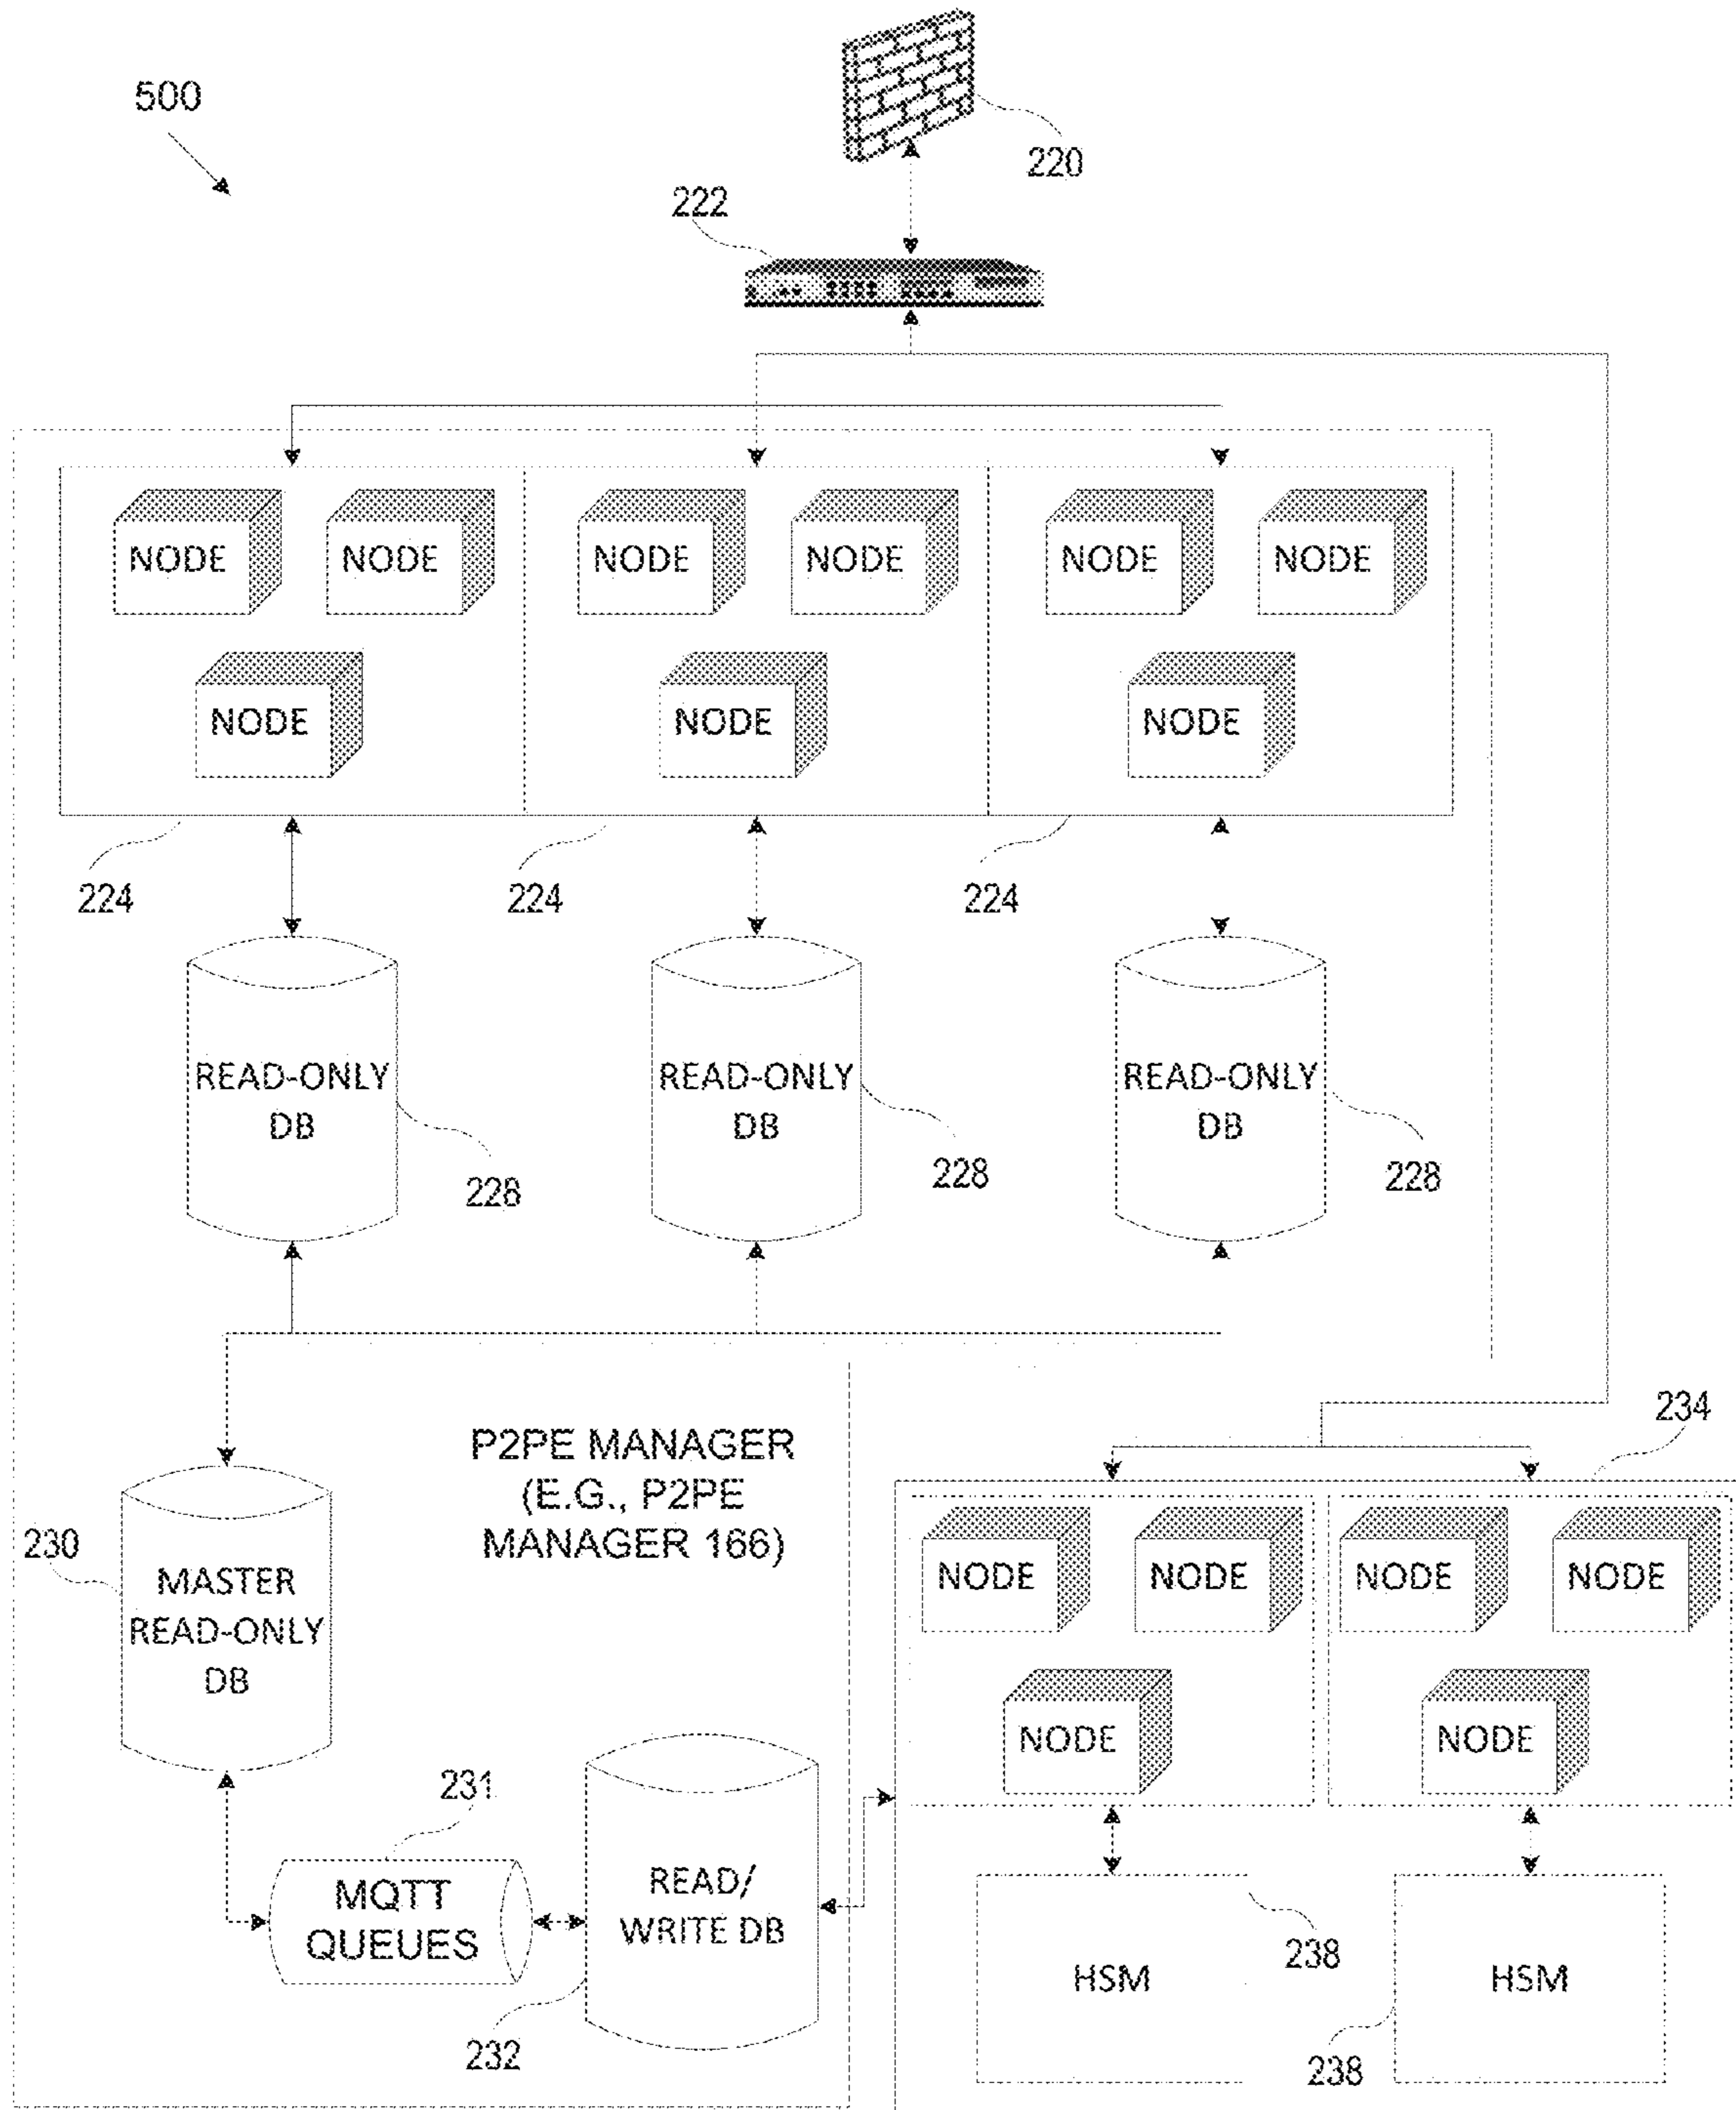 500
220
222
NODE NODE NODE NODE NODE NODE
NODE NODE NODE
224 224 224
READ-ONLY
DB
READ-ONLY
DB
READ-ONLY
DB
228 228 228
P2PE MANAGER
(E.G., P2PE
MANAGER 166)
234
230
MASTER
READ-ONLY
DB
NODE NODE NODE NODE
NODE NODE
231
MQTT
QUEUES
READ/
WRITE DB
232
HSM
238
HSM
238